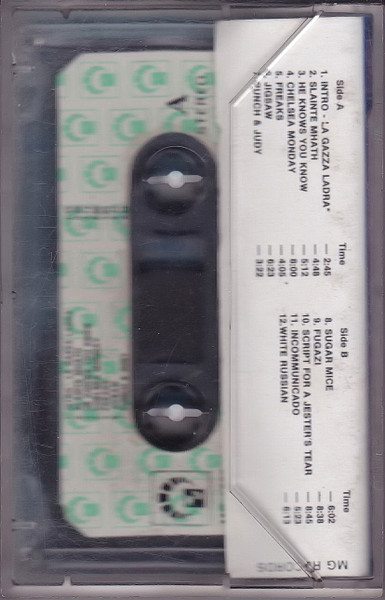 Side A Time
1. INTRO - LA GAZZA LADRA* — 2:45
2. SLAINTE MHATH — 4:48
3. HE KNOWS YOU KNOW — 5:12
4. CHELSEA MONDAY — 8:00
5. FREAKS — 4:05
6. JIGSAW — 6:23
7. PUNCH & JUDY — 3:22
Side B Time
8. SUGAR MICE — 6:02
9. FUGAZI — 8:38
10. SCRIPT FOR A JESTER'S TEAR — 8:45
11. INCOMMUNICADO — 5:23
12.WHITE RUSSIAN — 6:13
MG RECORDS
A
STEREO